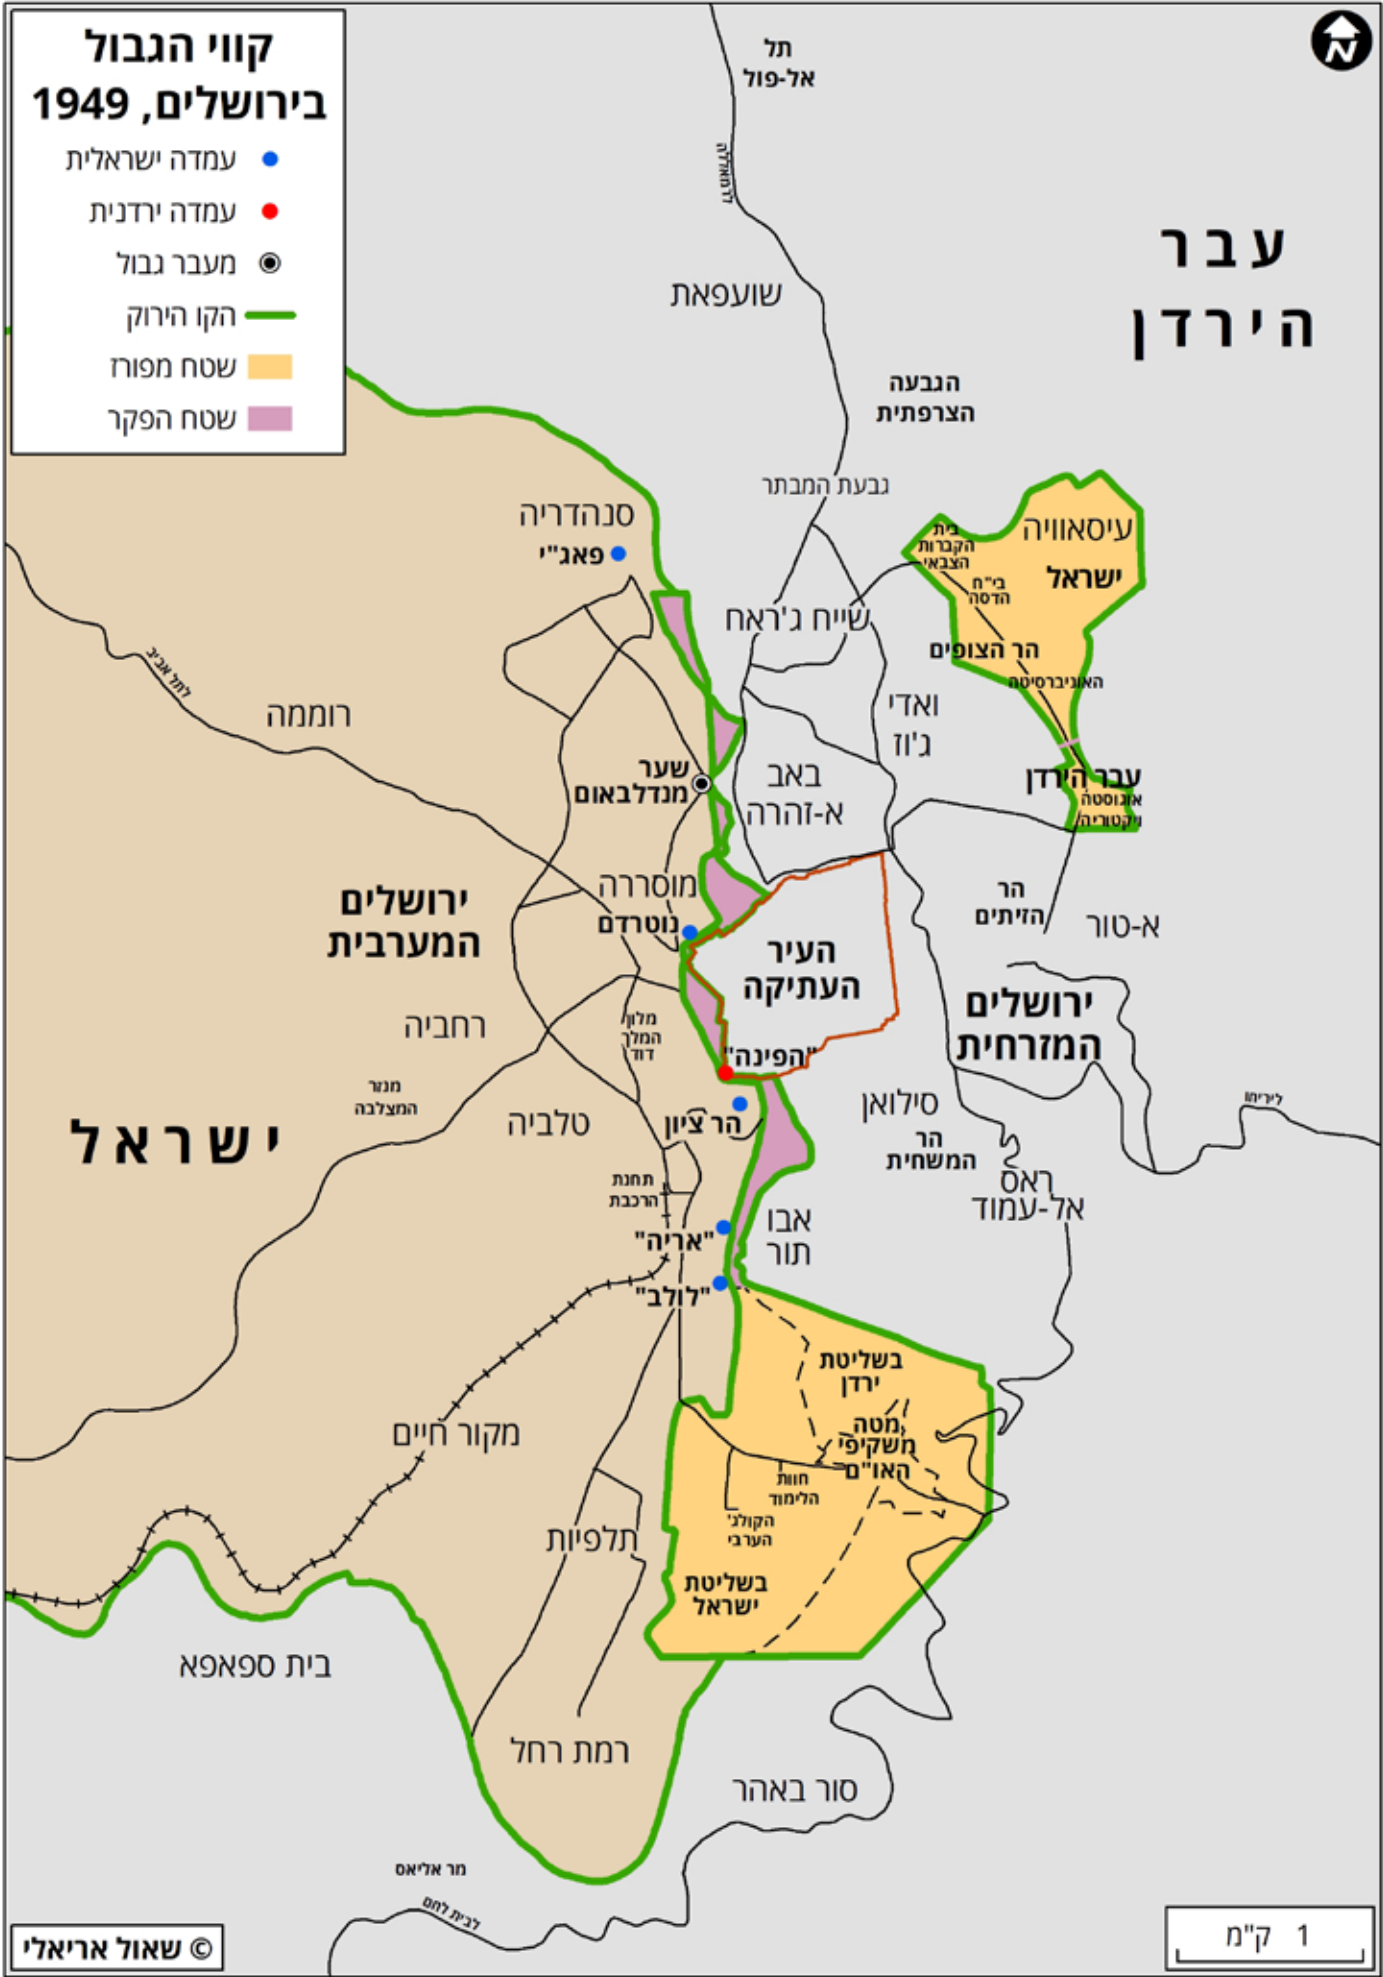 קווי הגבול
בירושלים, 1949
עמדה ישראלית
עמדה ירדנית
מעבר גבול
הקו הירוק
שטח מפורז
שטח הפקר
N
תל
אל-פול
לרמאללה
עבר
הירדן
שועפאת
הגבעה
הצרפתית
גבעת המבתר
סנהדריה
פאג"י
בית
הקברות
הצבאי
עיסאוויה
ישראל
בי"ח
הדסה
שייח ג'ראח
הר הצופים
האוניברסיטה
לתל אביב
רוממה
ואדי
ג'וז
שער
מנדלבאום
באב
א-זהרה
עבר הירדן
אוגוסטה
ויקטוריה
מוסררה
נוטרדם
ירושלים
המערבית
העיר
העתיקה
הר
הזיתים
א-טור
ירושלים
המזרחית
רחביה
מלון
המלך
דוד
"הפינה"
מנזר
המצלבה
ישראל
טלביה
הר ציון
סילואן
הר
המשחית
ליריחו
ראס
אל-עמוד
תחנת
הרכבת
"אריה"
אבו
תור
"לולב"
בשליטת
ירדן
מקור חיים
מטה
משקיפי
האו"ם
חוות
הלימוד
הקולג'
הערבי
תלפיות
בשליטת
ישראל
בית ספאפא
רמת רחל
סור באהר
מר אליאס
לבית לחם
© שאול אריאלי
1 ק"מ